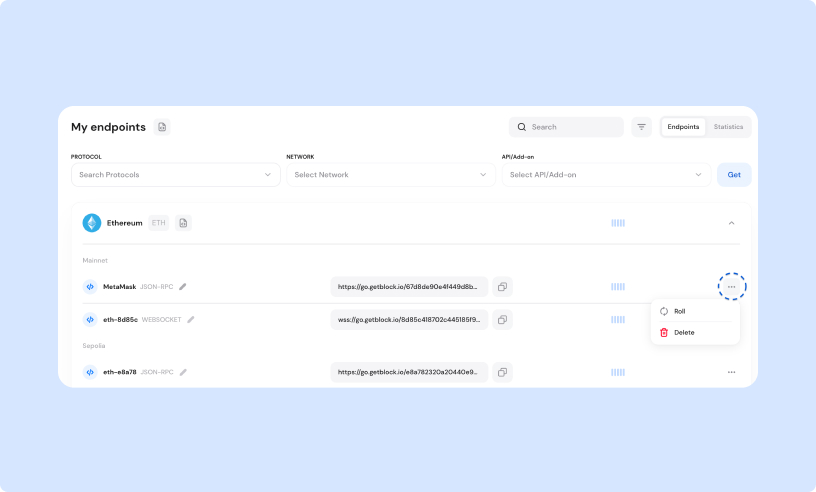 My endpoints
Search
Endpoints
Statistics
PROTOCOL
NETWORK
API/Add-on
Search Protocols
Select Network
Select API/Add-on
Get
Ethereum ETH
Mainnet
MetaMask JSON-RPC
https://go.getblock.io/67d8de90e4f449d8b...
Roll
eth-8d85c WEBSOCKET
wss://go.getblock.io/8d85c418702c445185f9...
Delete
Sepolia
eth-e8a78 JSON-RPC
https://go.getblock.io/e8a782320a20440e9...